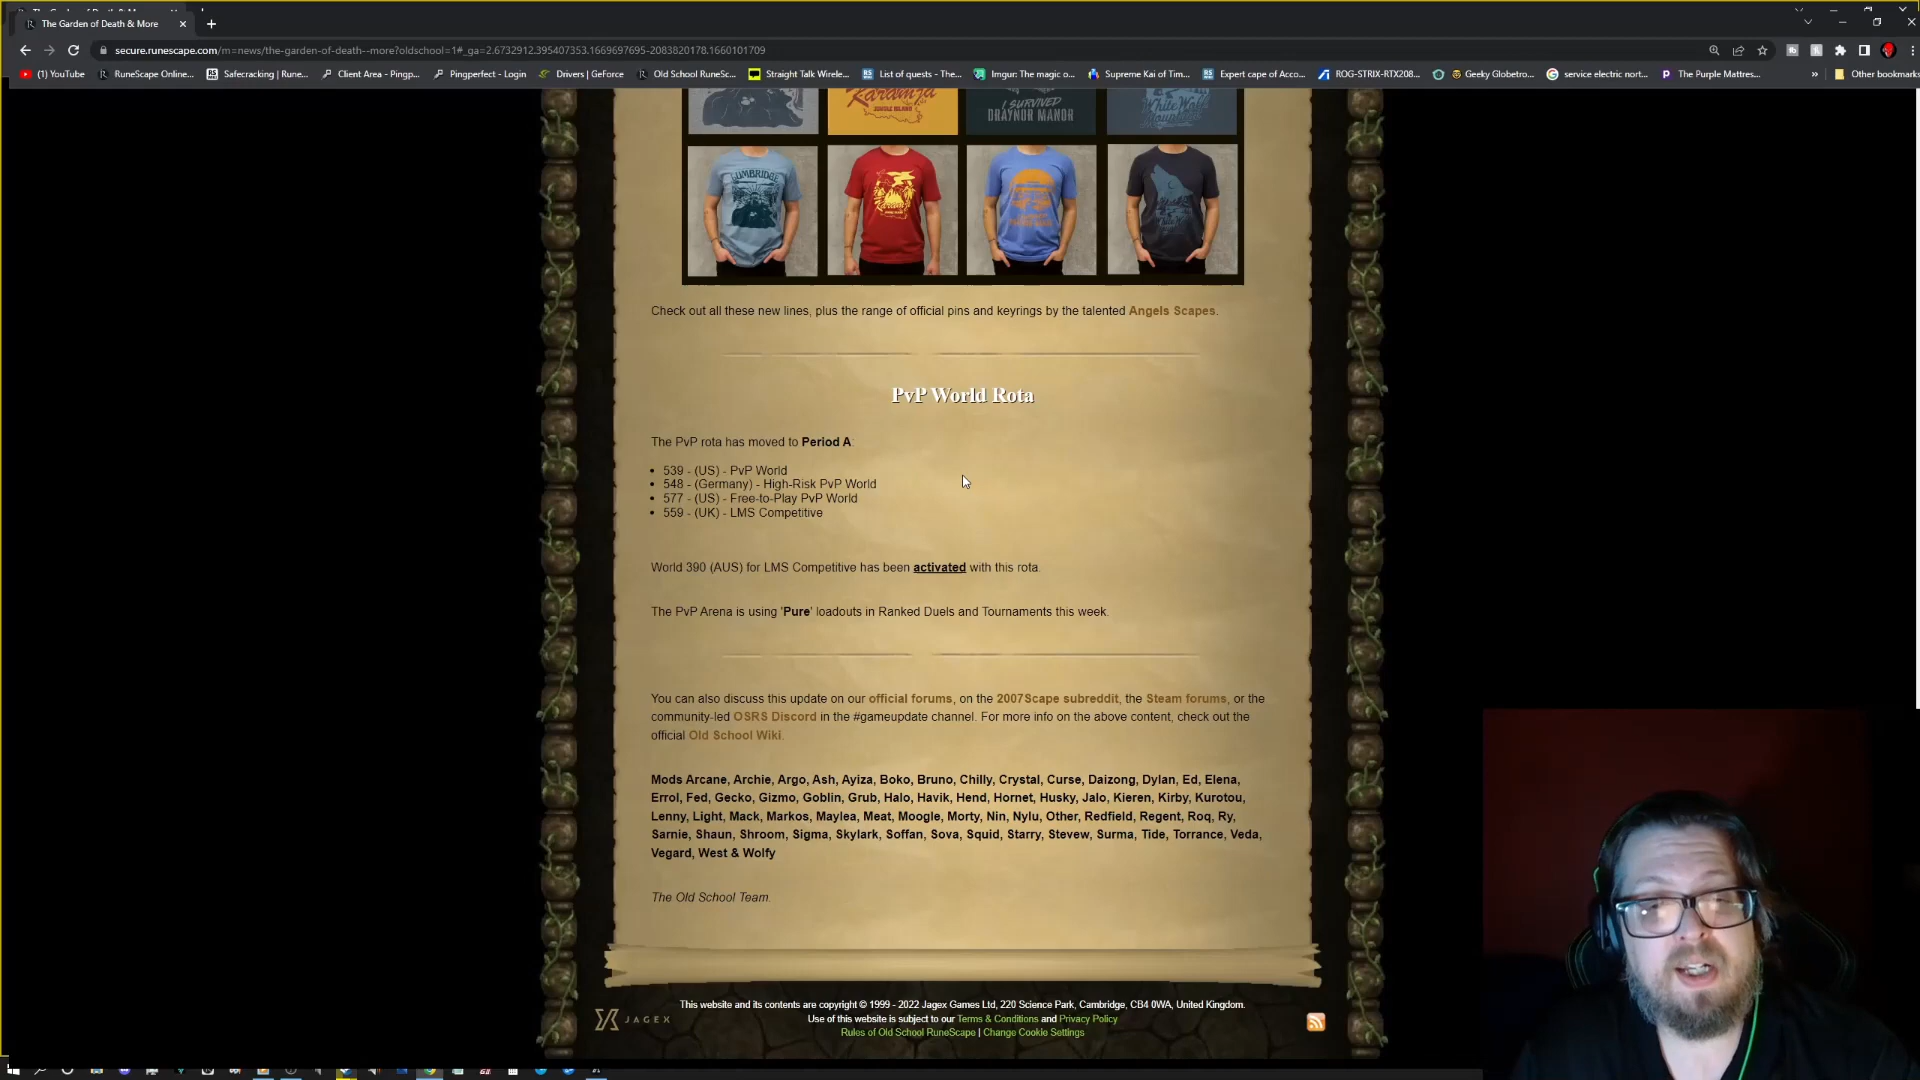 The Garden of Death & More
secure.runescape.com/m=news/the-garden-of-death--more?oldschool=1#_ga=2.6732912.395407353.1669697695-2083820178.1660101709
(1) YouTube RuneScape Online... Safecracking | Rune... Client Area - Pingp... Pingperfect - Login Drivers | GeForce Old School RuneSc... Straight Talk Wirele... List of quests - The... Imgur: The magic o... Supreme Kai of Tim... Expert cape of Acco... ROG-STRIX-RTX208... Geeky Globetro... service electric nort... The Purple Mattres... » Other bookmarks
Karamja
I SURVIVED
DRAYNOR MANOR
White Wolf
Mountain
LUMBRIDGE
Karamja
Check out all these new lines, plus the range of official pins and keyrings by the talented Angels Scapes.
PvP World Rota
The PvP rota has moved to Period A:
• 539 - (US) - PvP World
• 548 - (Germany) - High-Risk PvP World
• 577 - (US) - Free-to-Play PvP World
• 559 - (UK) - LMS Competitive
World 390 (AUS) for LMS Competitive has been activated with this rota.
The PvP Arena is using 'Pure' loadouts in Ranked Duels and Tournaments this week.
You can also discuss this update on our official forums, on the 2007Scape subreddit, the Steam forums, or the
community-led OSRS Discord in the #gameupdate channel. For more info on the above content, check out the
official Old School Wiki.
Mods Arcane, Archie, Argo, Ash, Ayiza, Boko, Bruno, Chilly, Crystal, Curse, Daizong, Dylan, Ed, Elena,
Errol, Fed, Gecko, Gizmo, Goblin, Grub, Halo, Havik, Hend, Hornet, Husky, Jalo, Kieren, Kirby, Kurotou,
Lenny, Light, Mack, Markos, Maylea, Meat, Moogle, Morty, Nin, Nylu, Other, Redfield, Regent, Roq, Ry,
Sarnie, Shaun, Shroom, Sigma, Skylark, Soffan, Sova, Squid, Starry, Stevew, Surma, Tide, Torrance, Veda,
Vegard, West & Wolfy
The Old School Team.
JAGEX
This website and its contents are copyright © 1999 - 2022 Jagex Games Ltd, 220 Science Park, Cambridge, CB4 0WA, United Kingdom.
Use of this website is subject to our Terms & Conditions and Privacy Policy
Rules of Old School RuneScape | Change Cookie Settings